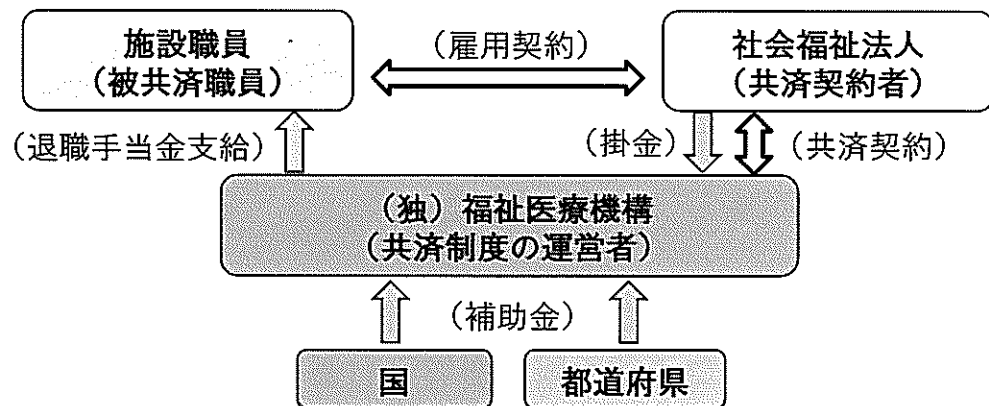 施設職員
(被共済職員)
(雇用契約)
社会福祉法人
(共済契約者)
(退職手当金支給)
(掛金)
(共済契約)
(独)福祉医療機構
(共済制度の運営者)
(補助金)
国
都道府県